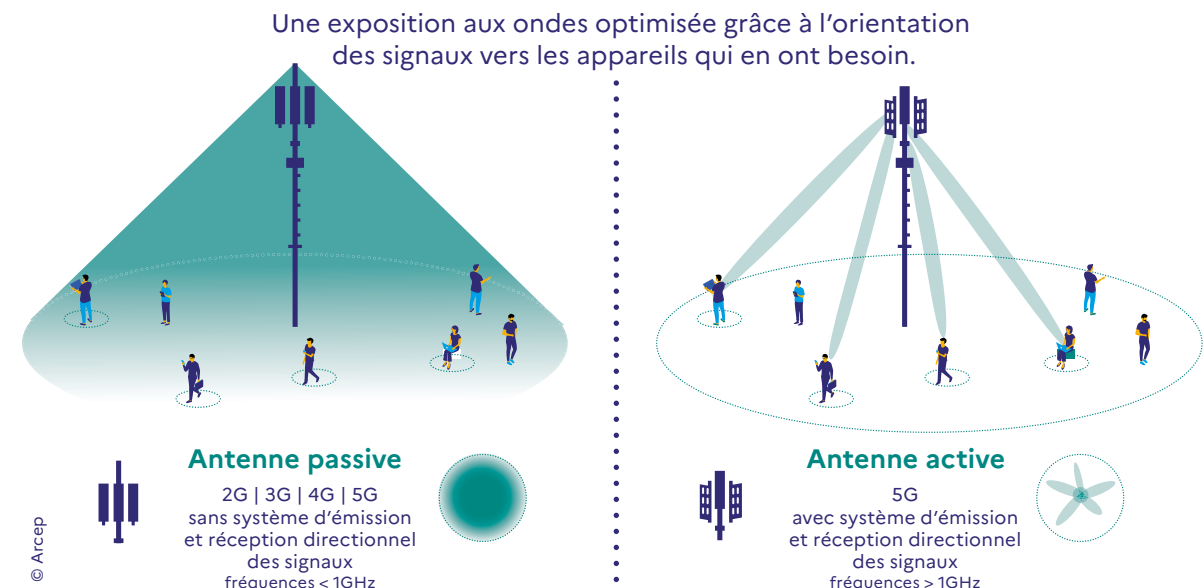 Une exposition aux ondes optimisée grâce à l'orientation
des signaux vers les appareils qui en ont besoin.
Antenne passive
2G | 3G | 4G | 5G
sans système d'émission
et réception directionnel
des signaux
fréquences < 1GHz
Antenne active
5G
avec système d'émission
et réception directionnel
des signaux
fréquences > 1GHz
© Arcep